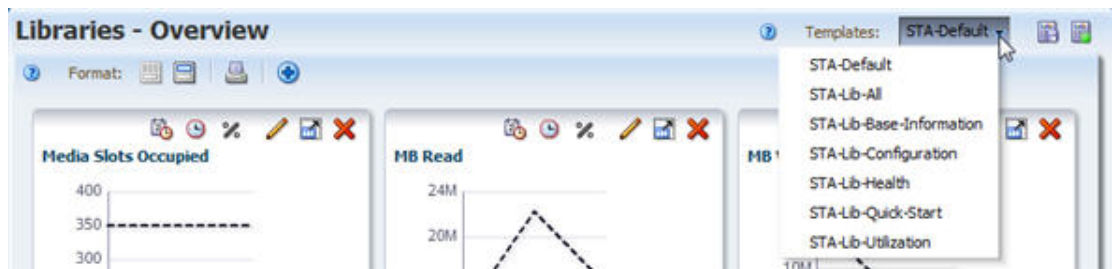 Libraries - Overview
Templates: STA-Default
Format:
STA-Default
STA-Lib-All
STA-Lib-Base-Information
STA-Lib-Configuration
STA-Lib-Health
STA-Lib-Quick-Start
STA-Lib-Utilization
Media Slots Occupied
400
350
300
MB Read
24M
20M
MB
10M